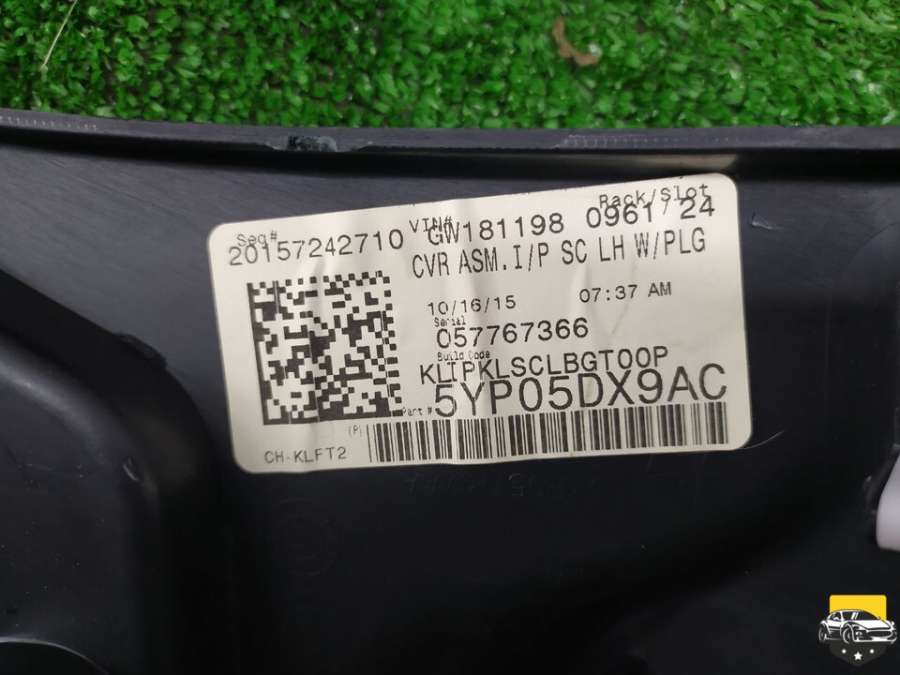 Seq# VIN# Rack/Slot
20157242710 GW181198 0961 / 24
CVR ASM. I/P SC LH W/PLG
10/16/15 07:37 AM
Serial
057767366
Build Code
KLIPKLSCLBGT00P
Part # 5YP05DX9AC
(P)
CH-KLFT2